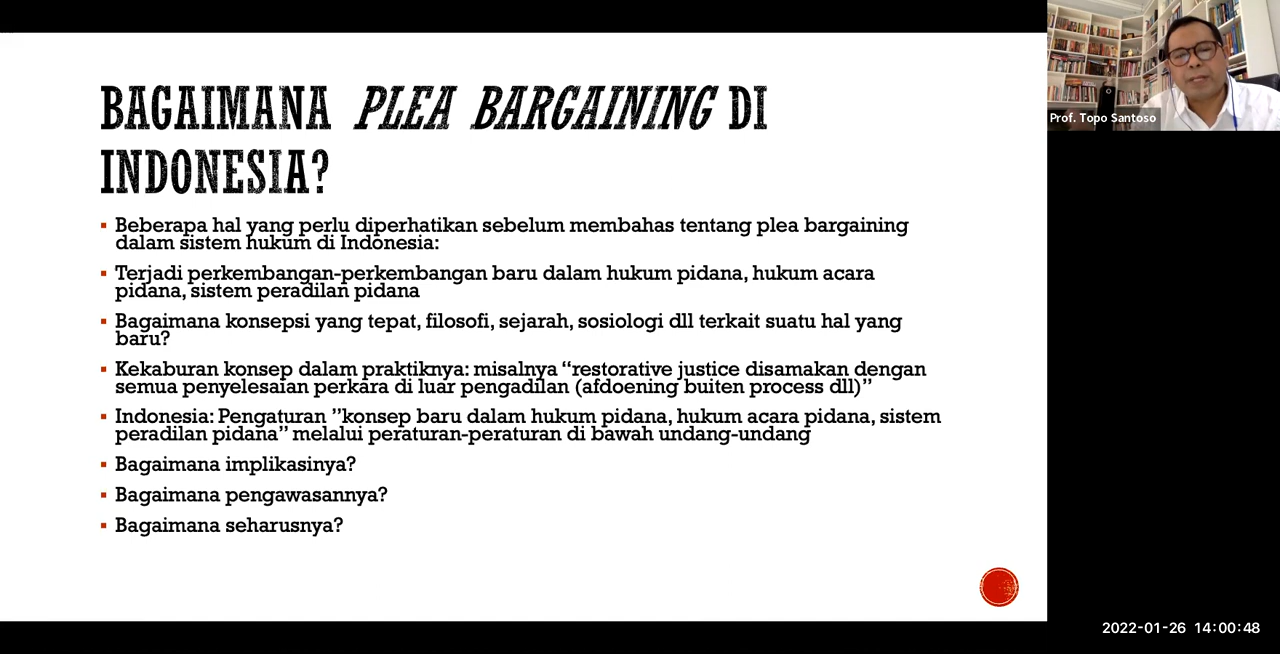 BAGAIMANA PLEA BARGAINING DI
INDONESIA?
Beberapa hal yang perlu diperhatikan sebelum membahas tentang plea bargaining
dalam sistem hukum di Indonesia:
Terjadi perkembangan-perkembangan baru dalam hukum pidana, hukum acara
pidana, sistem peradilan pidana
Bagaimana konsepsi yang tepat, filosofi, sejarah, sosiologi dll terkait suatu hal yang
baru?
Kekaburan konsep dalam praktiknya: misalnya “restorative justice disamakan dengan
semua penyelesaian perkara di luar pengadilan (afdoening buiten process dll)”
Indonesia: Pengaturan ”konsep baru dalam hukum pidana, hukum acara pidana, sistem
peradilan pidana” melalui peraturan-peraturan di bawah undang-undang
Bagaimana implikasinya?
Bagaimana pengawasannya?
Bagaimana seharusnya?
Prof. Topo Santoso
2022-01-26 14:00:48